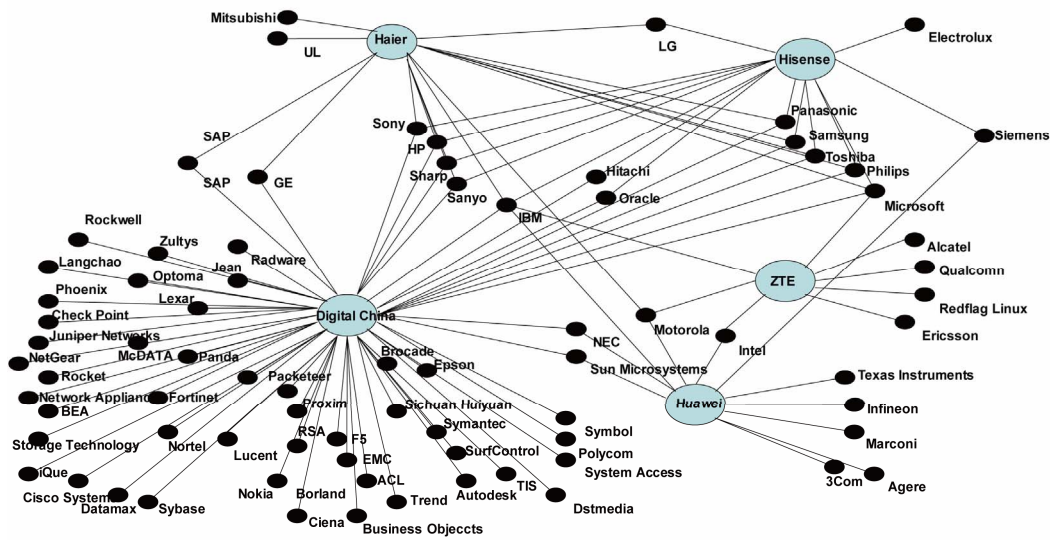 Mitsubishi
Haier
UL
LG
Electrolux
Hisense
Panasonic
Sony
SAP
Samsung
Siemens
HP
Toshiba
Sharp
Hitachi
Philips
SAP
GE
Sanyo
Oracle
Microsoft
IBM
Rockwell
Zultys
Alcatel
Langchao
Jean
Radware
Qualcomn
Optoma
ZTE
Phoenix
Lexar
Redflag Linux
Check Point
Digital China
Motorola
Ericsson
Juniper Networks
NEC
Intel
NetGear
McDATA
Panda
Brocade
Epson
Sun Microsystems
Rocket
Packeteer
Texas Instruments
Network Applianc
Fortinet
Proxim
Sichuan Huiyuan
Huawei
Infineon
BEA
Symantec
Symbol
Storage Technology
Nortel
RSA
F5
Marconi
Lucent
SurfControl
Polycom
EMC
System Access
iQue
ACL
TIS
3Com
Cisco System
Nokia
Borland
Autodesk
Agere
Datamax
Sybase
Trend
Dstmedia
Ciena
Business Objeccts